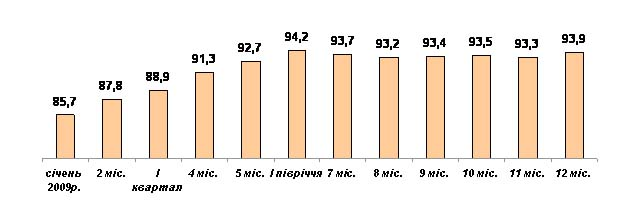 85,7 87,8 88,9 91,3 92,7 94,2 93,7 93,2 93,4 93,5 93,3 93,9
січень 2009р. 2 міс. І квартал 4 міс. 5 міс. І півріччя 7 міс. 8 міс. 9 міс. 10 міс. 11 міс. 12 міс.